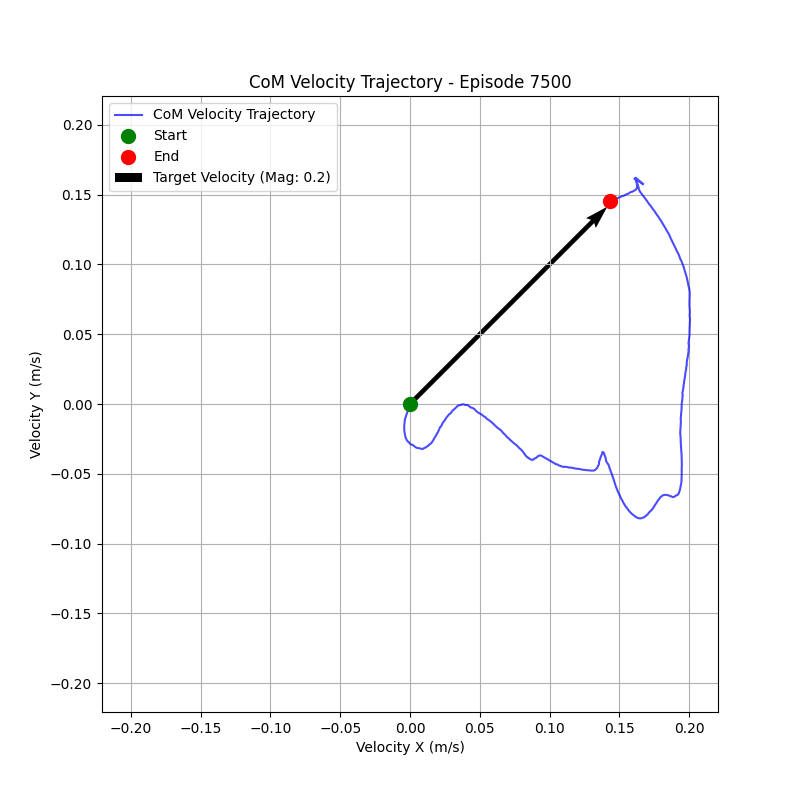 CoM Velocity Trajectory - Episode 7500
CoM Velocity Trajectory
Start
End
Target Velocity (Mag: 0.2)
0.20
0.15
0.10
0.05
0.00
−0.05
−0.10
−0.15
−0.20
Velocity Y (m/s)
−0.20 −0.15 −0.10 −0.05 0.00 0.05 0.10 0.15 0.20
Velocity X (m/s)